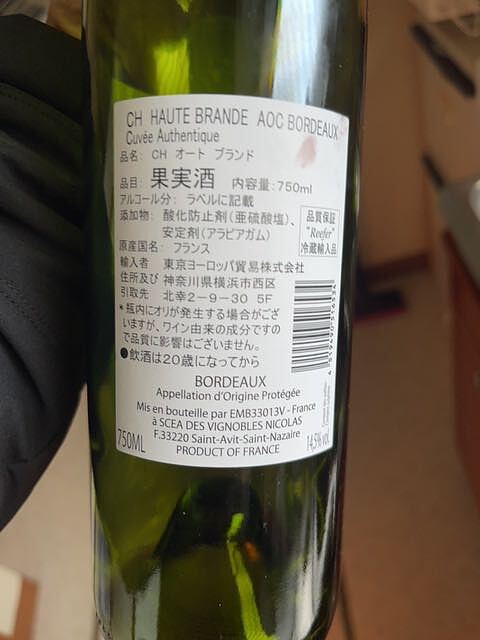 CH HAUTE BRANDE AOC BORDEAUX
Cuvée Authentique
品名: CH オート ブランド
品目: 果実酒 内容量:750ml
アルコール分: ラベルに記載
添加物: 酸化防止剤(亜硫酸塩)、
安定剤(アラビアガム)
品質保証
"Reefer"
冷蔵輸入品
原産国名: フランス
輸入者 東京ヨーロッパ貿易株式会社
住所及び 神奈川県横浜市西区
引取先 北幸2-9-30 5F
*瓶内にオリが発生する場合がござ
いますが、ワイン由来の成分ですの
で品質に影響はございません。
●飲酒は20歳になってから
BORDEAUX
Appellation d'Origine Protégée
Mis en bouteille par EMB33013V - France
à SCEA DES VIGNOBLES NICOLAS
F.33220 Saint-Avit-Saint-Nazaire
PRODUCT OF FRANCE
750ML
14,5% vol.